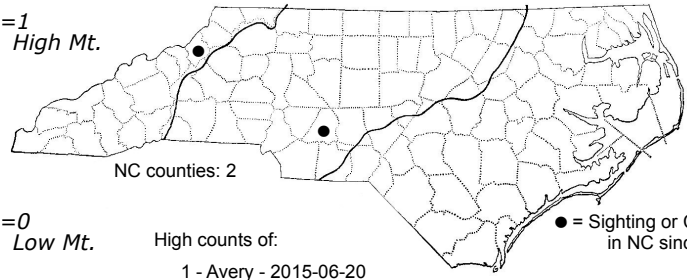 =1
High Mt.
NC counties: 2
=0
Low Mt.
High counts of:
1 - Avery - 2015-06-20
● = Sighting or
in NC